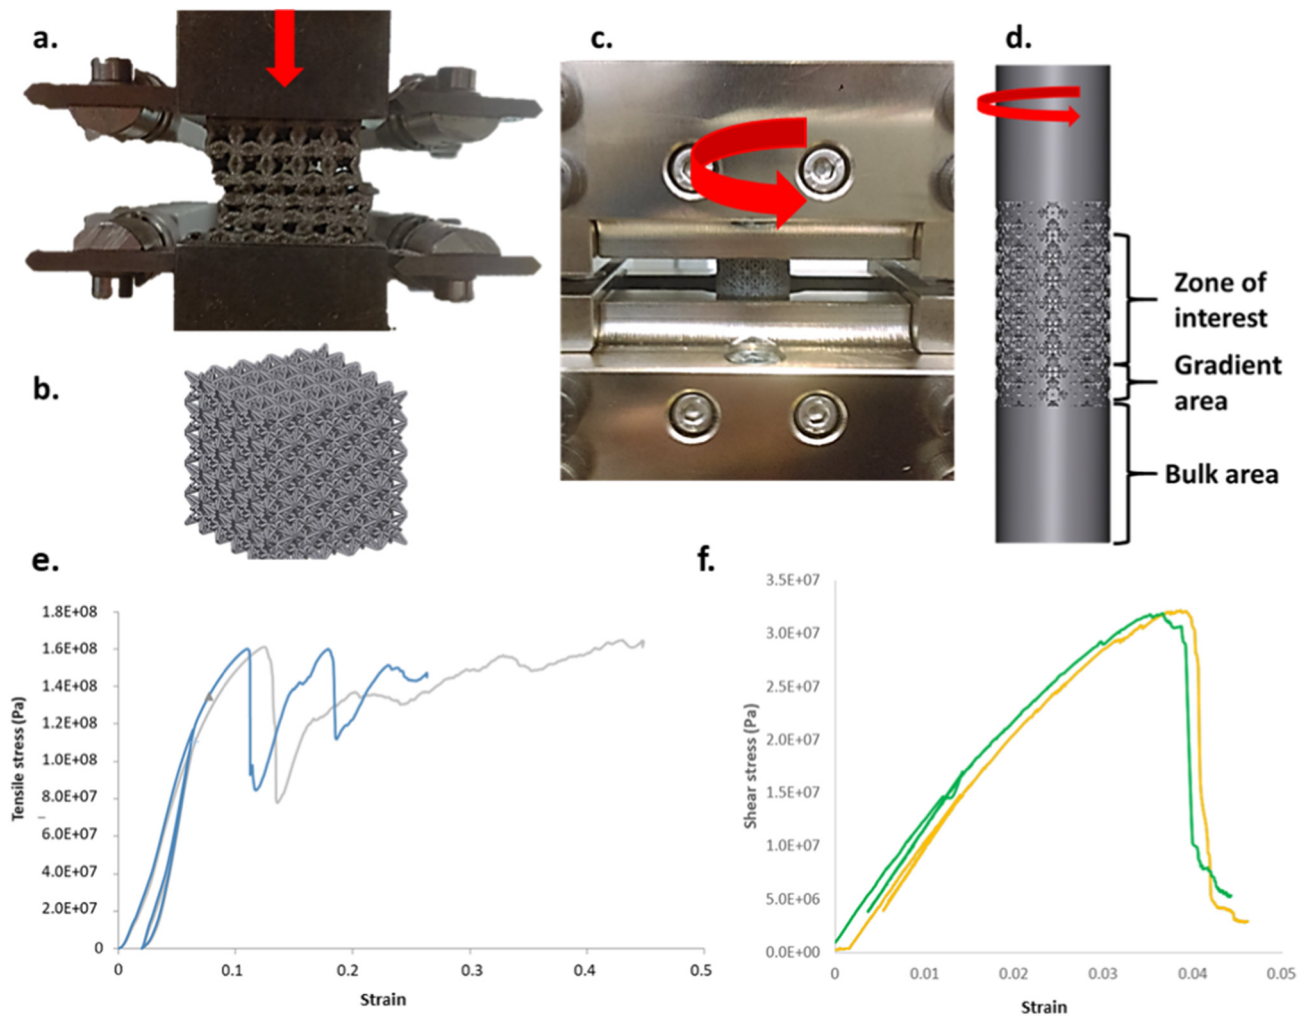 a.
c.
d.
b.
Zone of
interest
Gradient
area
Bulk area
e.
Tensile stress (Pa)
1.8E+08
1.6E+08
1.4E+08
1.2E+08
1.0E+08
8.0E+07
6.0E+07
4.0E+07
2.0E+07
0
0
0.1
0.2
0.3
0.4
0.5
Strain
f.
Shear stress (Pa)
3.5E+07
3.0E+07
2.5E+07
2.0E+07
1.5E+07
1.0E+07
5.0E+06
0.0E+00
0
0.01
0.02
0.03
0.04
0.05
Strain